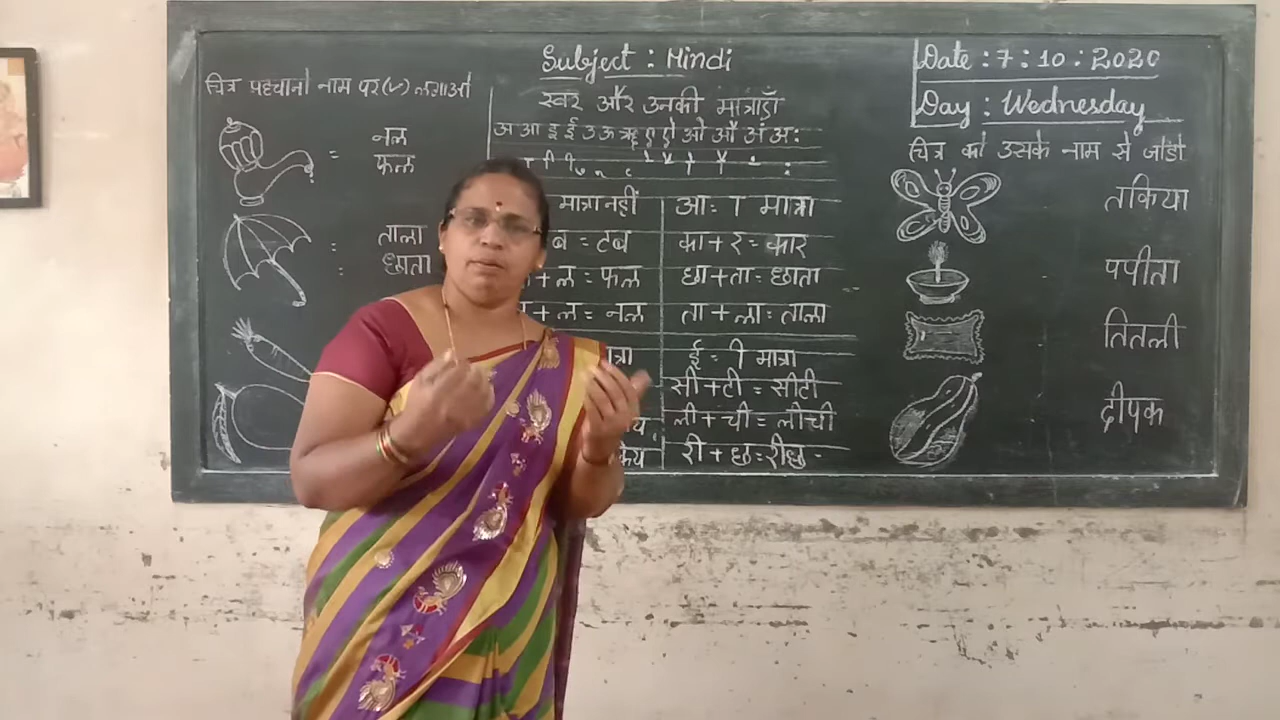 Subject : Hindi
Date : 7 : 10 : 2020
Day : Wednesday
चित्र पहचानो नाम पर (✓) लगाओ
नल
फल
ताला
छाता
स्वर और उनकी मात्राएँ
अ आ इ ई उ ऊ ऋ ए ऐ ओ औ अं अः
मात्रा नहीं
ब = टब
+ ल = फल
+ ल = नल
आ : ा मात्रा
का + र = कार
छा + ता = छाता
ता + ला = ताला
ई = ी मात्रा
सी + टी = सीटी
ली + ची = लीची
री + छ = रीछ
चित्र को उसके नाम से जोडो
तकिया
पपीता
तितली
दीपक